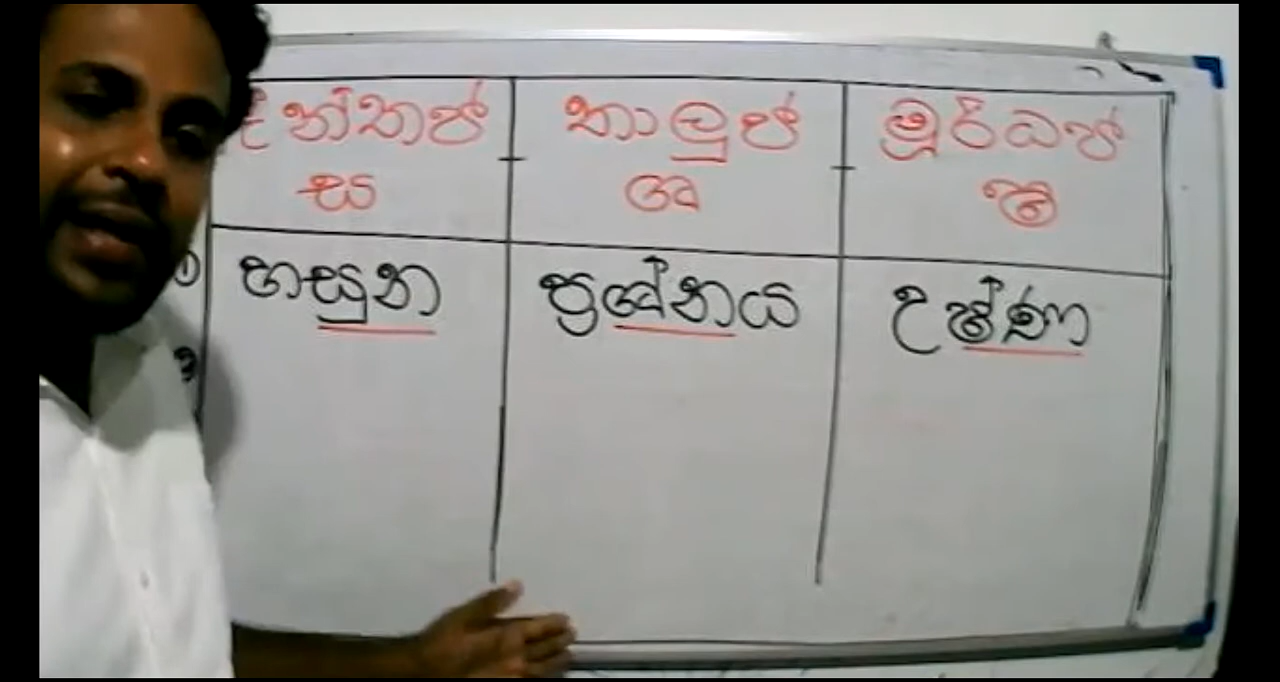 දන්තජ තාලුජ මූර්ධජ
ස ශ ෂ
හසුන ප්‍රශ්නය උෂ්ණ